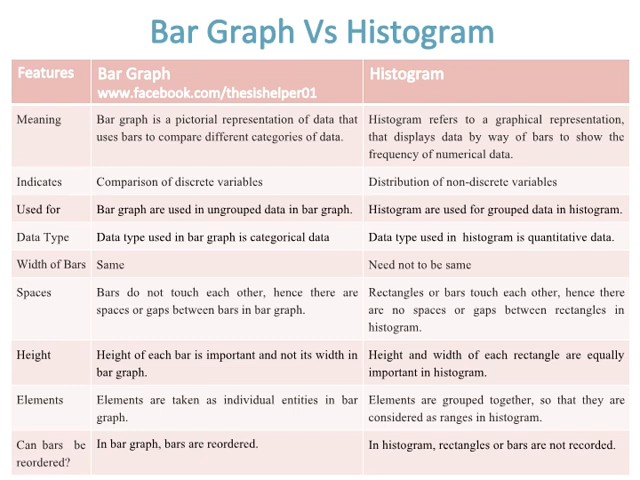 Bar Graph Vs Histogram
Features
Bar Graph
www.facebook.com/thesishelper01
Histogram
Meaning
Bar graph is a pictorial representation of data that
uses bars to compare different categories of data.
Histogram refers to a graphical representation,
that displays data by way of bars to show the
frequency of numerical data.
Indicates
Comparison of discrete variables
Distribution of non-discrete variables
Used for
Bar graph are used in ungrouped data in bar graph.
Histogram are used for grouped data in histogram.
Data Type
Data type used in bar graph is categorical data
Data type used in histogram is quantitative data.
Width of Bars
Same
Need not to be same
Spaces
Bars do not touch each other, hence there are
spaces or gaps between bars in bar graph.
Rectangles or bars touch each other, hence there
are no spaces or gaps between rectangles in
histogram.
Height
Height of each bar is important and not its width in
bar graph.
Height and width of each rectangle are equally
important in histogram.
Elements
Elements are taken as individual entities in bar
graph.
Elements are grouped together, so that they are
considered as ranges in histogram.
Can bars be
reordered?
In bar graph, bars are reordered.
In histogram, rectangles or bars are not recorded.